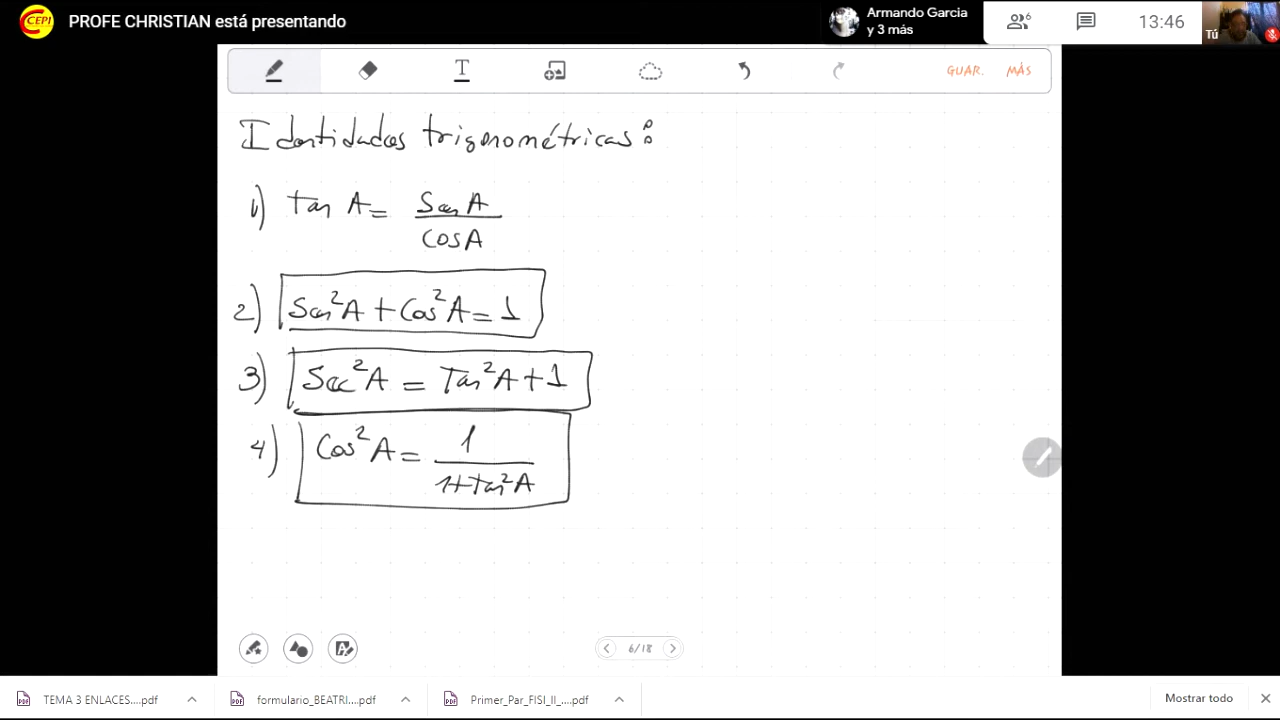 CEPI PROFE CHRISTIAN está presentando
Armando Garcia
y 3 más
6
13:46
Tú
T
GUAR. MÁS
Identidades trigonométricas:
1) tan A = Sen A / Cos A
2) Sen²A + Cos²A = 1
3) Sec²A = Tan²A + 1
4) Cos²A = 1 / 1+tan²A
6/18
TEMA 3 ENLACES....pdf
formulario_BEATRI....pdf
Primer_Par_FISI_II_....pdf
Mostrar todo